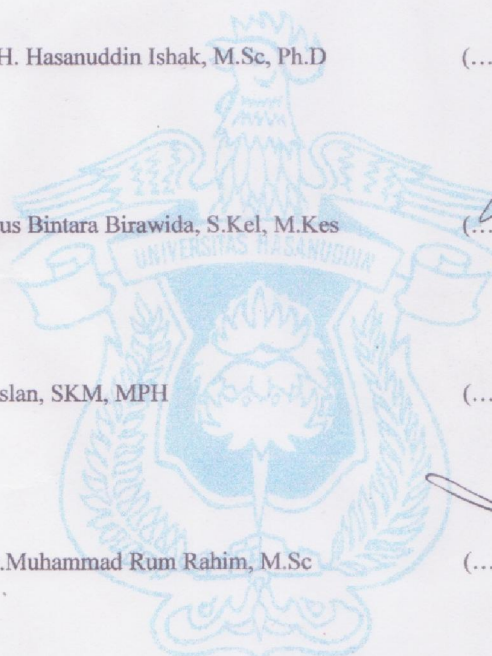 H. Hasanuddin Ishak, M.Sc, Ph.D (...
us Bintara Birawida, S.Kel, M.Kes (...
UNIVERSITAS HASANUDDIN
slan, SKM, MPH (...
.Muhammad Rum Rahim, M.Sc (...